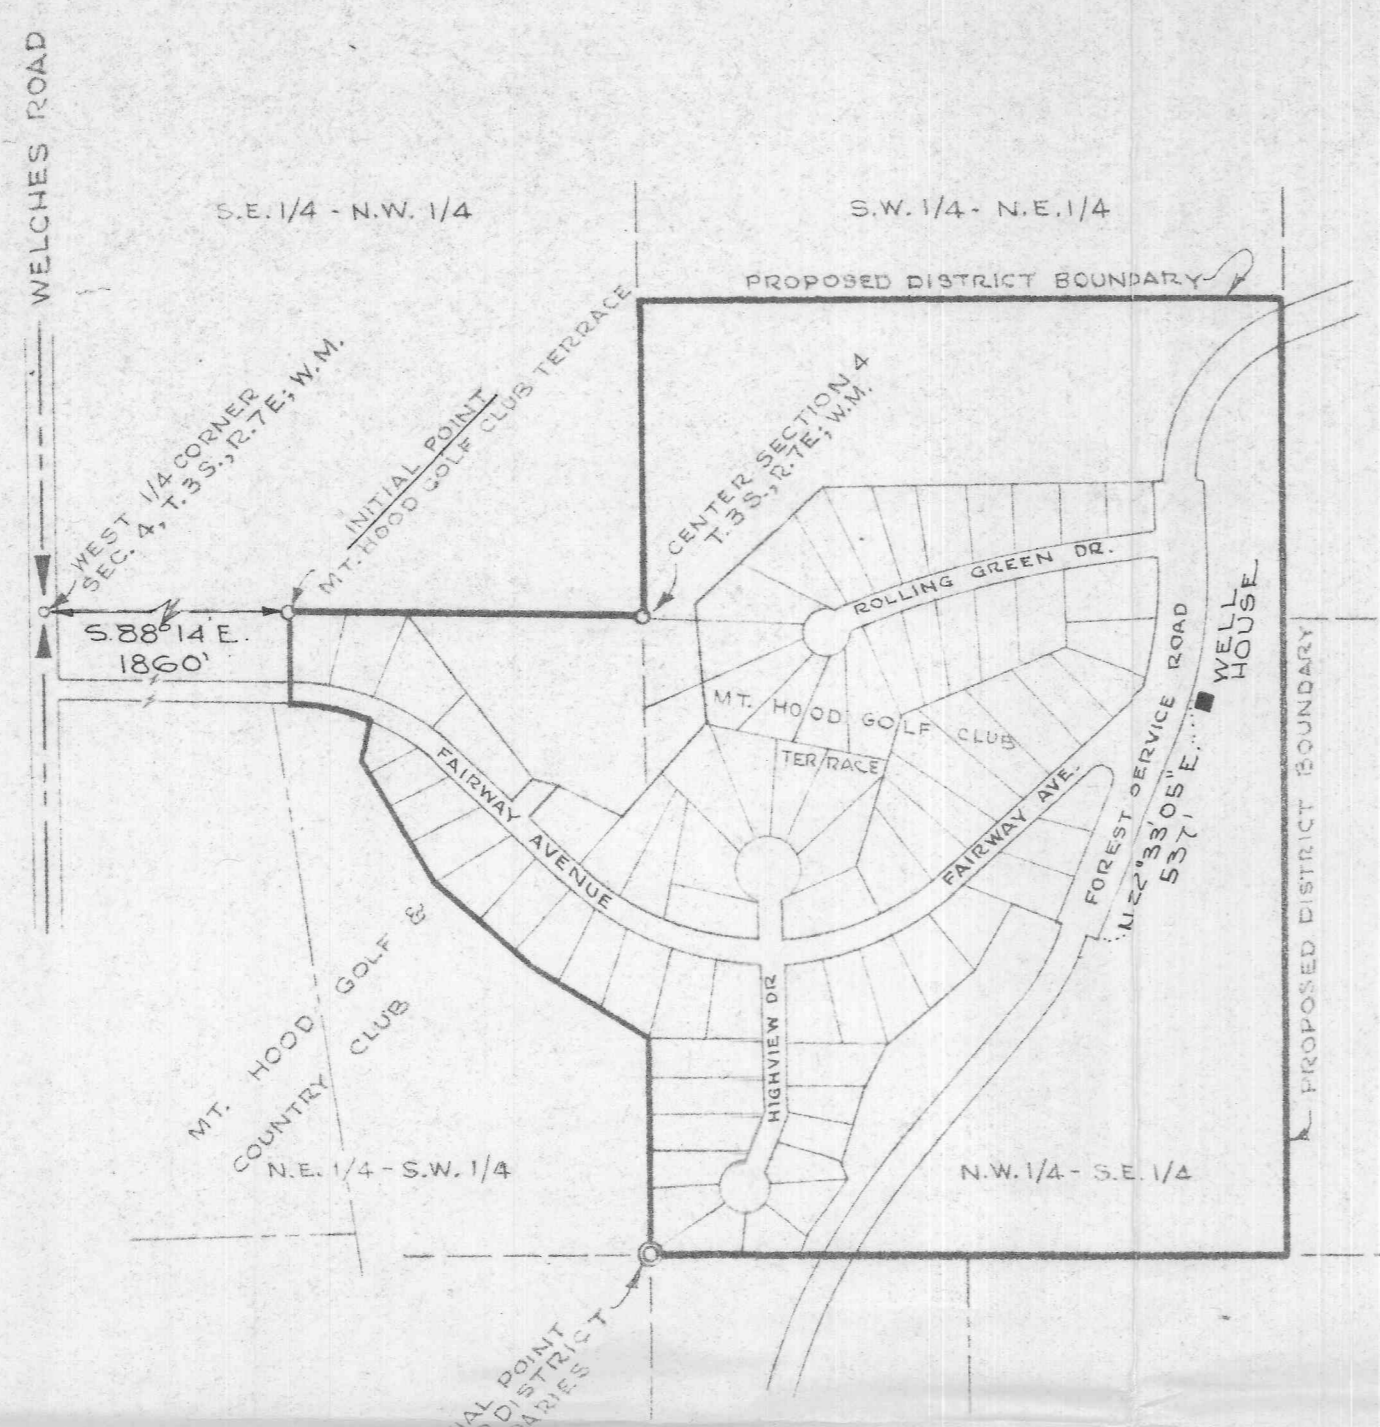 WELCHES ROAD
S.E. 1/4 - N.W. 1/4
S.W. 1/4 - N.E. 1/4
PROPOSED DISTRICT BOUNDARY
WEST 1/4 CORNER
SEC. 4, T. 3 S., R. 7 E; W. M.
INITIAL POINT
MT. HOOD GOLF CLUB TERRACE
CENTER SECTION 4
T. 3 S., R. 7 E; W. M.
S. 88° 14' E.
1860'
ROLLING GREEN DR.
WELL
HOUSE
MT. HOOD GOLF CLUB
TERRACE
FAIRWAY AVENUE
FAIRWAY AVE.
FOREST SERVICE ROAD
N 22° 33' 05" E
537'
PROPOSED DISTRICT BOUNDARY
HIGHVIEW DR
MT. HOOD GOLF &
COUNTRY CLUB
N.E. 1/4 - S.W. 1/4
N.W. 1/4 - S.E. 1/4
POINT
DISTRICT